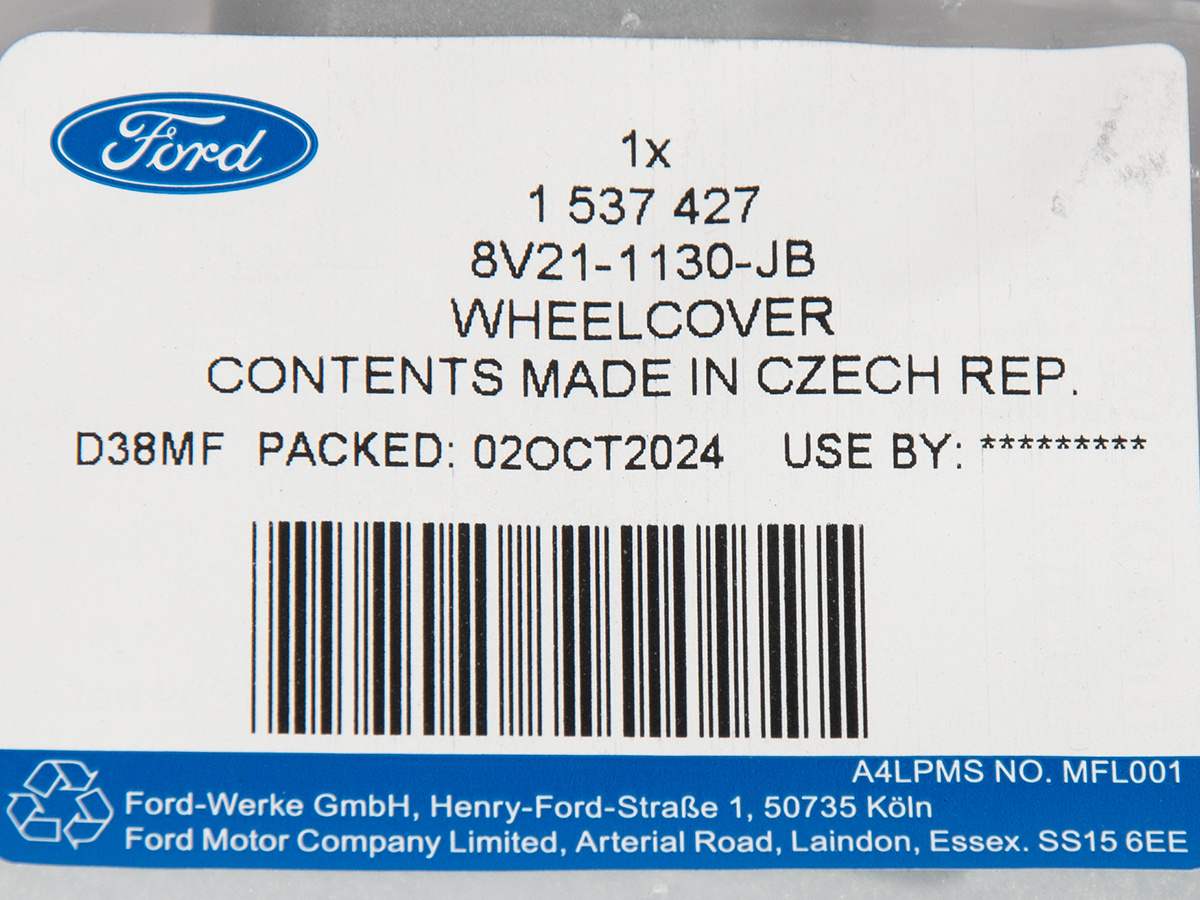 Ford
1x
1 537 427
8V21-1130-JB
WHEELCOVER
CONTENTS MADE IN CZECH REP.
D38MF PACKED: 02OCT2024 USE BY: *********
A4LPMS NO. MFL001
Ford-Werke GmbH, Henry-Ford-Straße 1, 50735 Köln
Ford Motor Company Limited, Arterial Road, Laindon, Essex. SS15 6EE